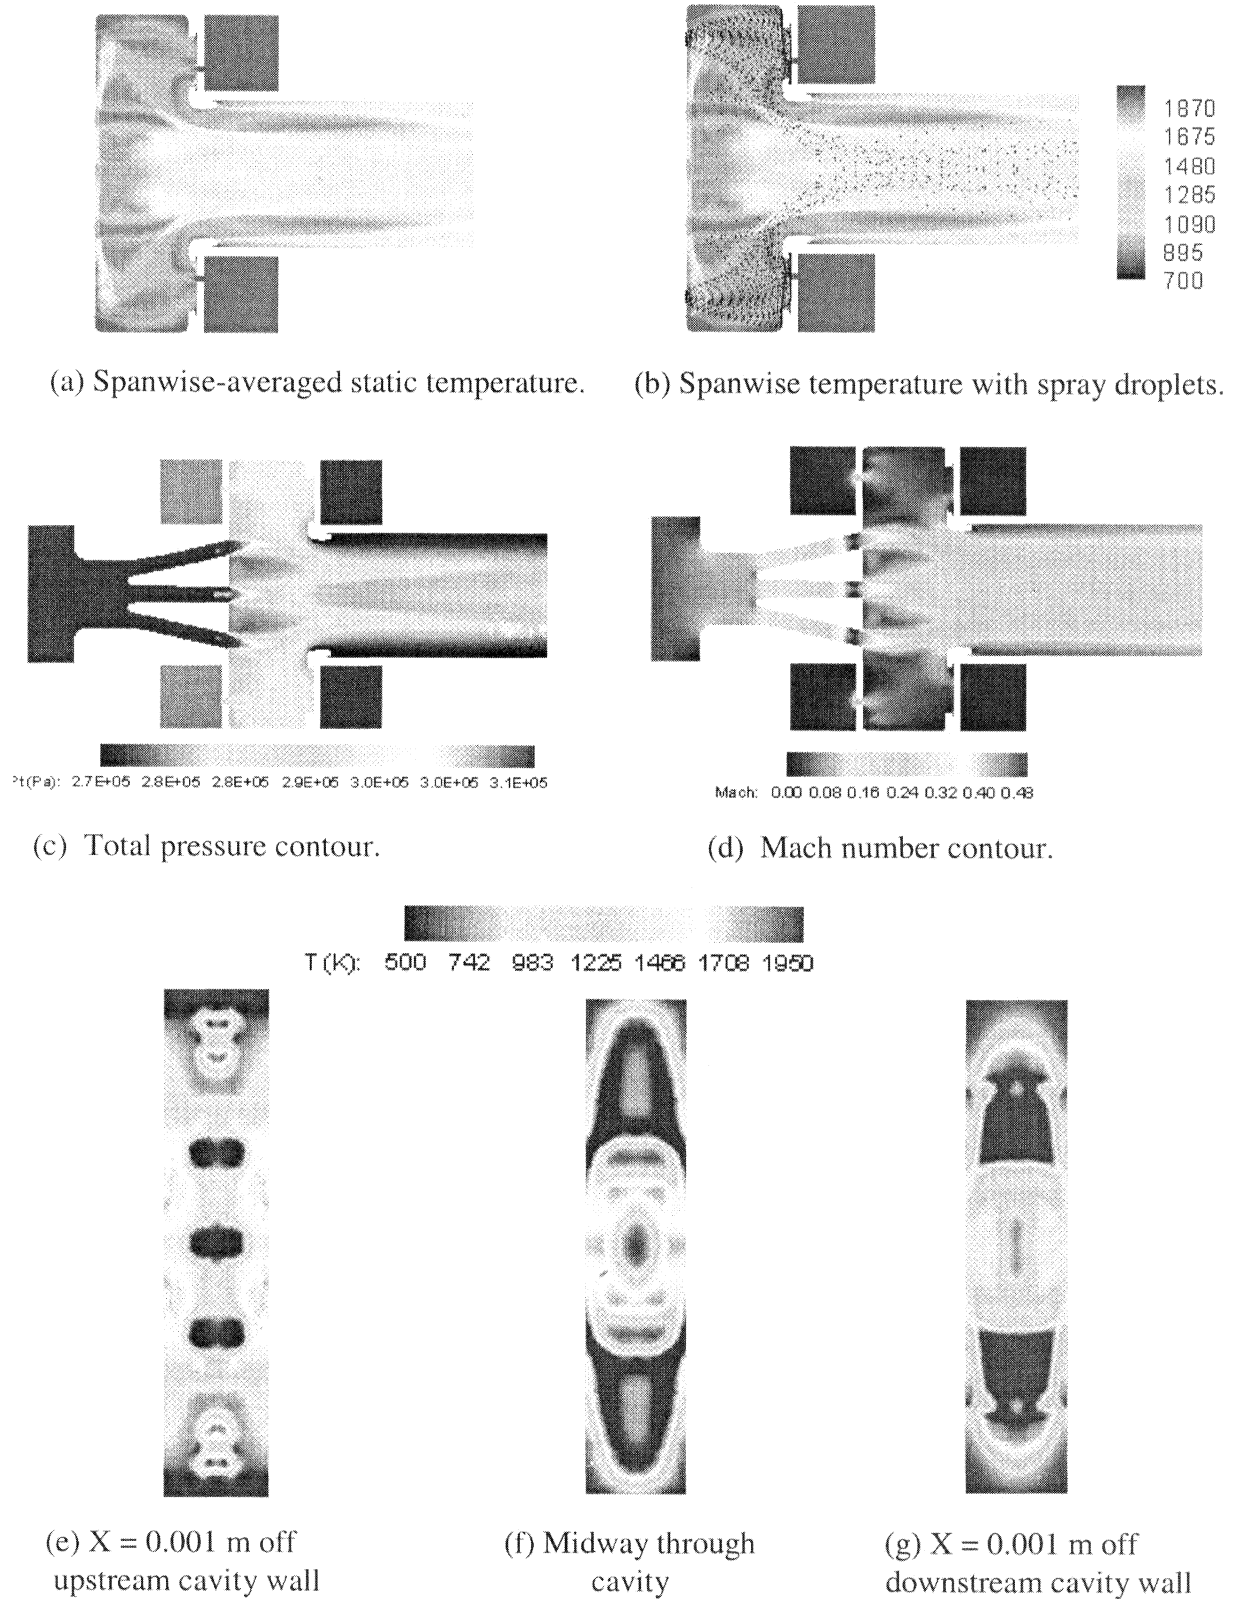 1870
1675
1480
1285
1090
895
700
(a) Spanwise-averaged static temperature.
(b) Spanwise temperature with spray droplets.
Pt(Pa): 2.7E+05 2.8E+05 2.8E+05 2.9E+05 3.0E+05 3.0E+05 3.1E+05
Mach: 0.00 0.08 0.16 0.24 0.32 0.40 0.48
(c) Total pressure contour.
(d) Mach number contour.
T(K): 500 742 983 1225 1466 1708 1950
(e) X = 0.001 m off
upstream cavity wall
(f) Midway through
cavity
(g) X = 0.001 m off
downstream cavity wall